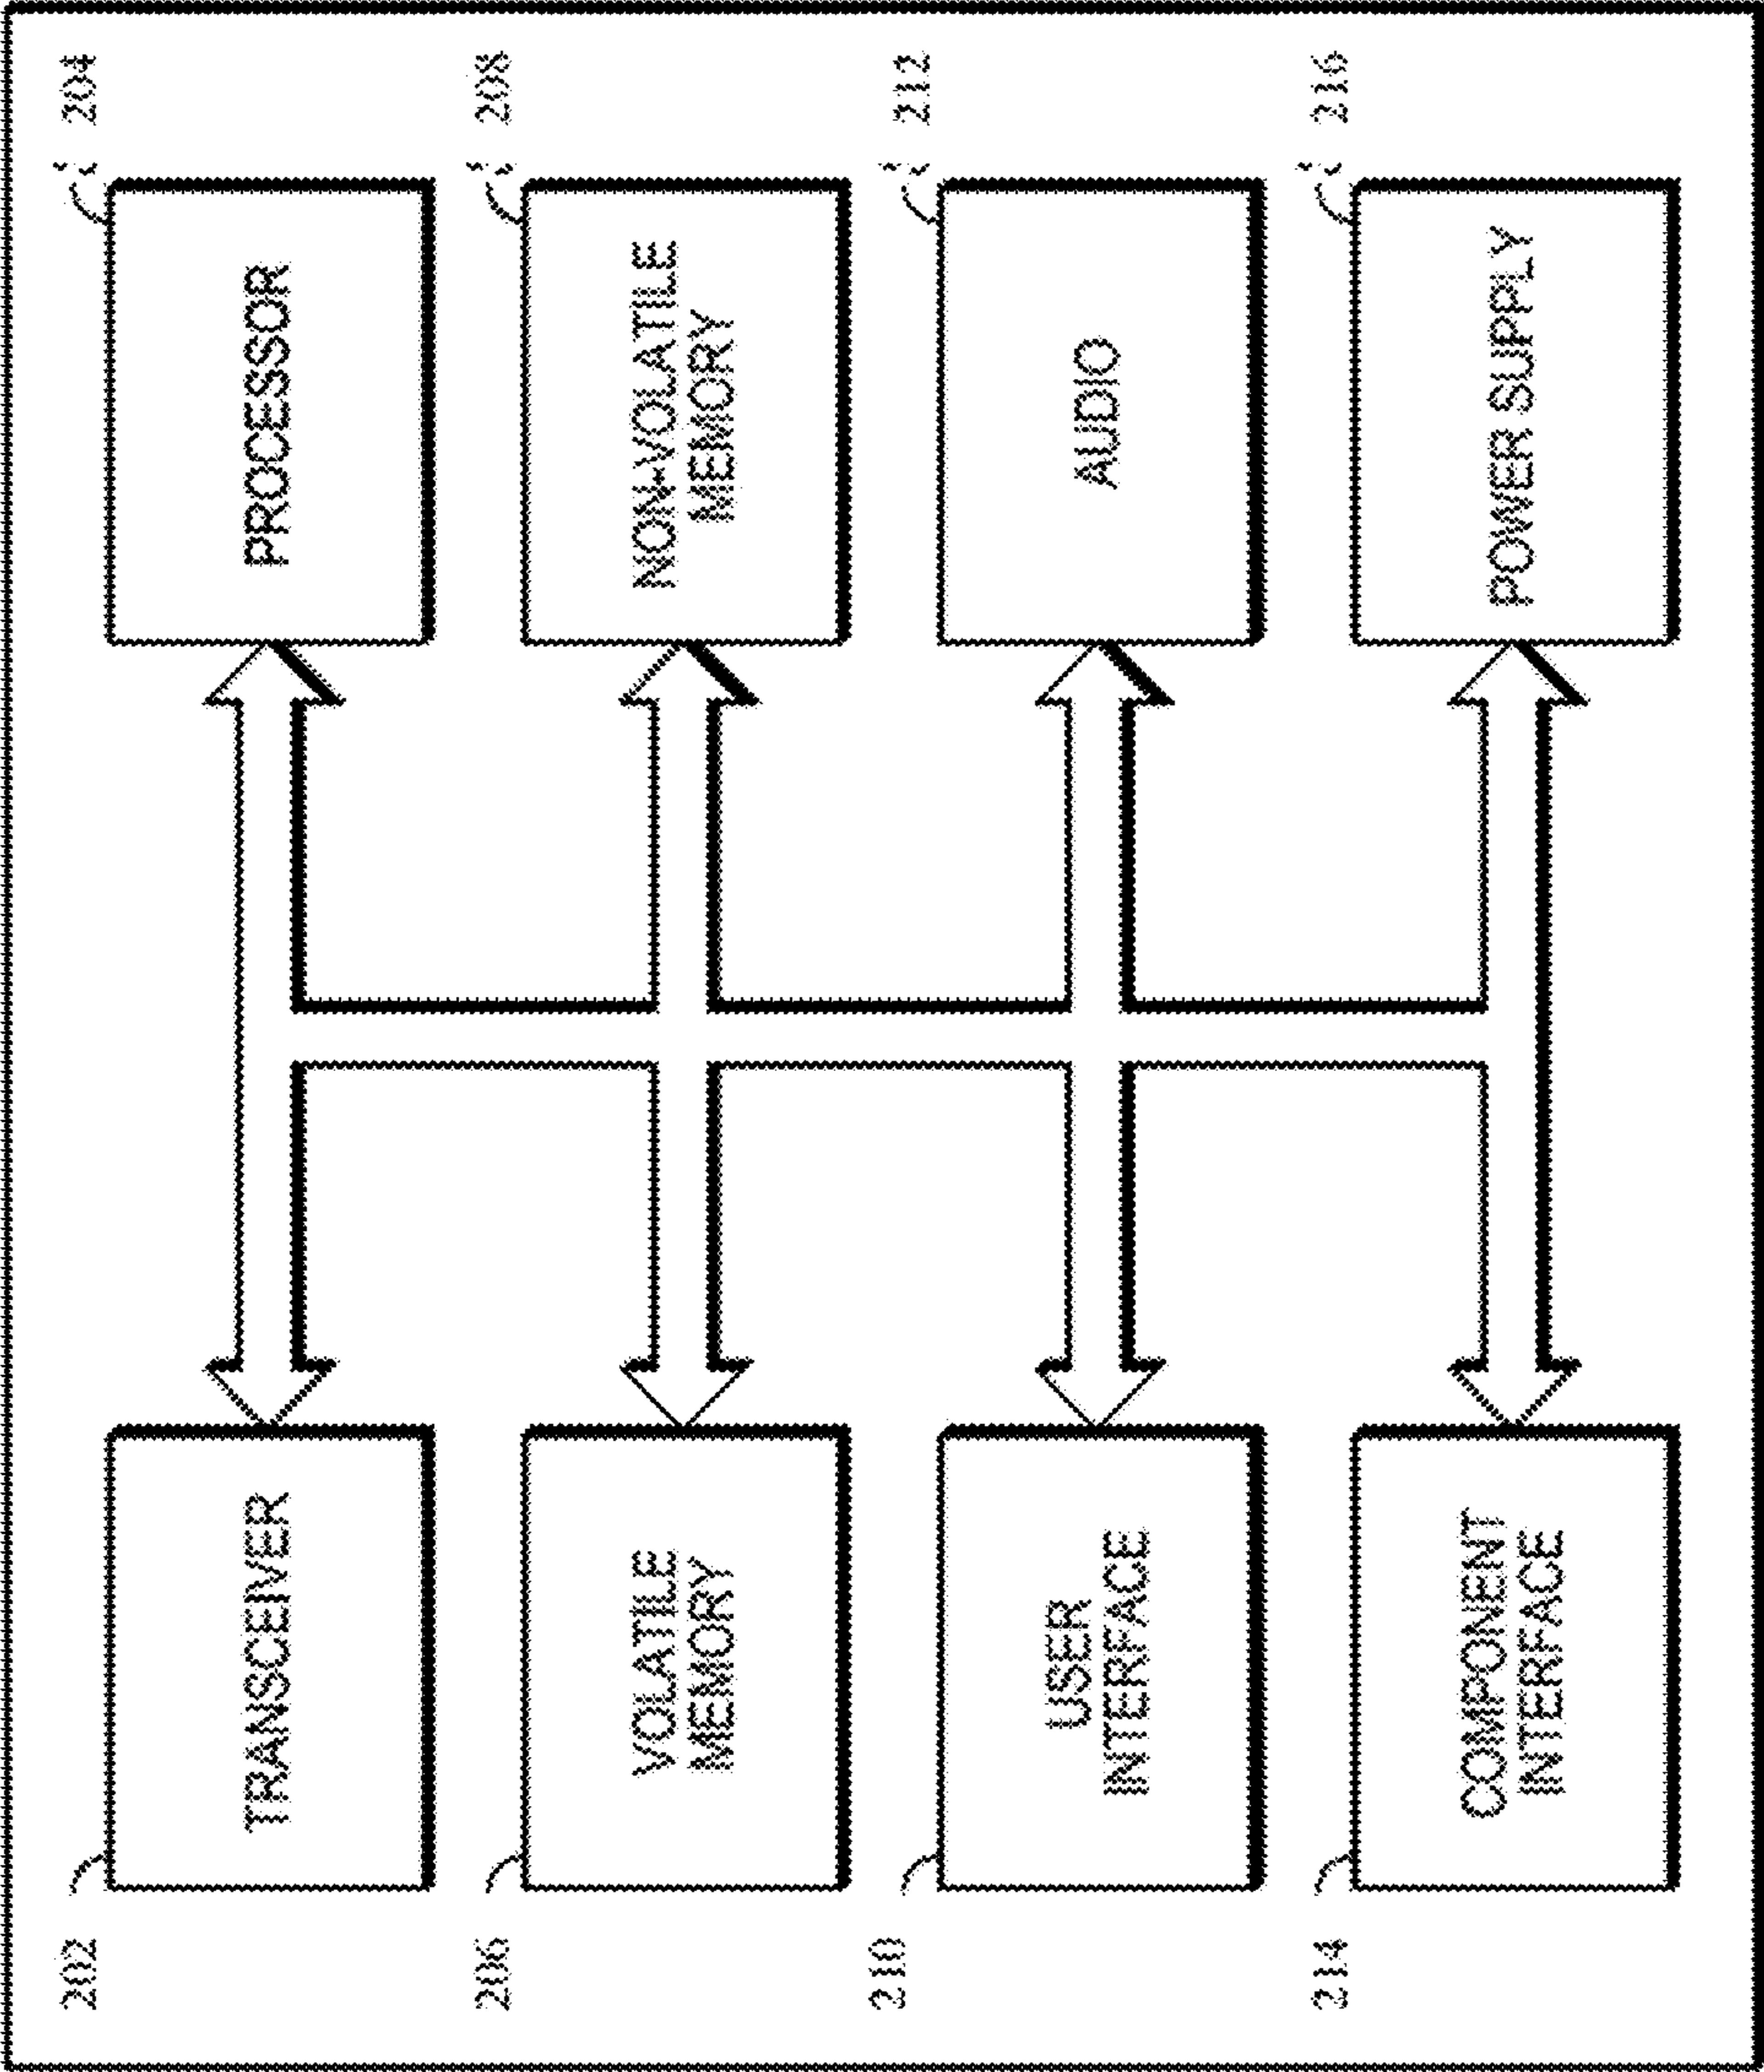 202
TRANSCEIVER
204
PROCESSOR
206
VOLATILE
MEMORY
208
NON-VOLATILE
MEMORY
210
USER
INTERFACE
212
AUDIO
214
COMPONENT
INTERFACE
216
POWER SUPPLY